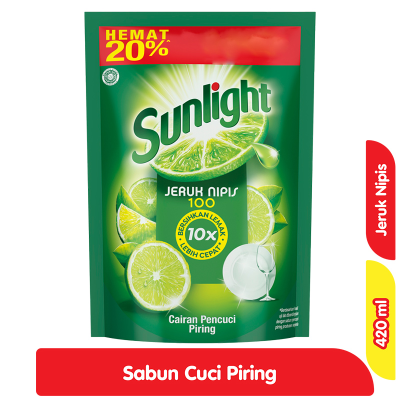 HEMAT
20%
Sunlight
JERUK NIPIS
100
BERSIHKAN LEMAK
10x
LEBIH CEPAT
Cairan Pencuci
Piring
Jeruk Nipis
420 ml
Sabun Cuci Piring